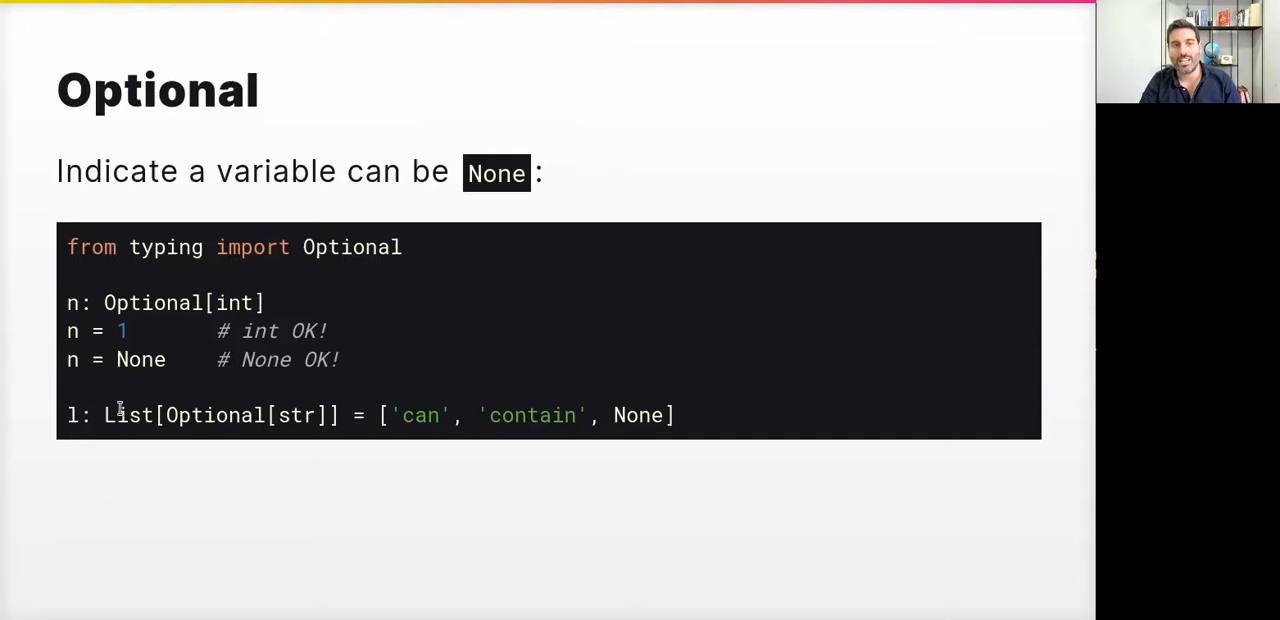 Optional
Indicate a variable can be None:
from typing import Optional
n: Optional[int]
n = 1 # int OK!
n = None # None OK!
l: List[Optional[str]] = ['can', 'contain', None]